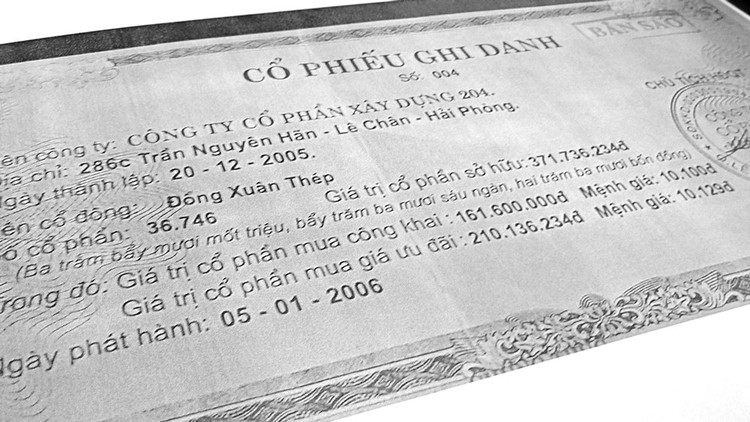 BẢN SAO
CỔ PHIẾU GHI DANH
Số: 004
ên công ty: CÔNG TY CỔ PHẦN XÂY DỰNG 204.
Địa chỉ: 286c Trần Nguyên Hãn - Lê Chân - Hải Phòng.
Ngày thành lập: 20 - 12 - 2005.
ên cổ đông: Đồng Xuân Thép
ố cổ phần: 36.746 Giá trị cổ phần sở hữu: 371.736.234đ
(Ba trăm bảy mươi mốt triệu, bẩy trăm ba mươi sáu ngàn, hai trăm ba mươi bốn đồng)
rong đó: Giá trị cổ phần mua công khai : 161.600.000đ Mệnh giá: 10.100đ
Giá trị cổ phần mua giá ưu đãi : 210.136.234đ Mệnh giá: 10.129đ
Ngày phát hành: 05 - 01 - 2006
CHỦ TỊCH HĐQT